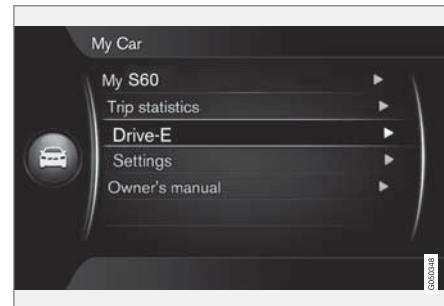 My Car
My S60
Trip statistics
Drive-E
Settings
Owner's manual
G050348